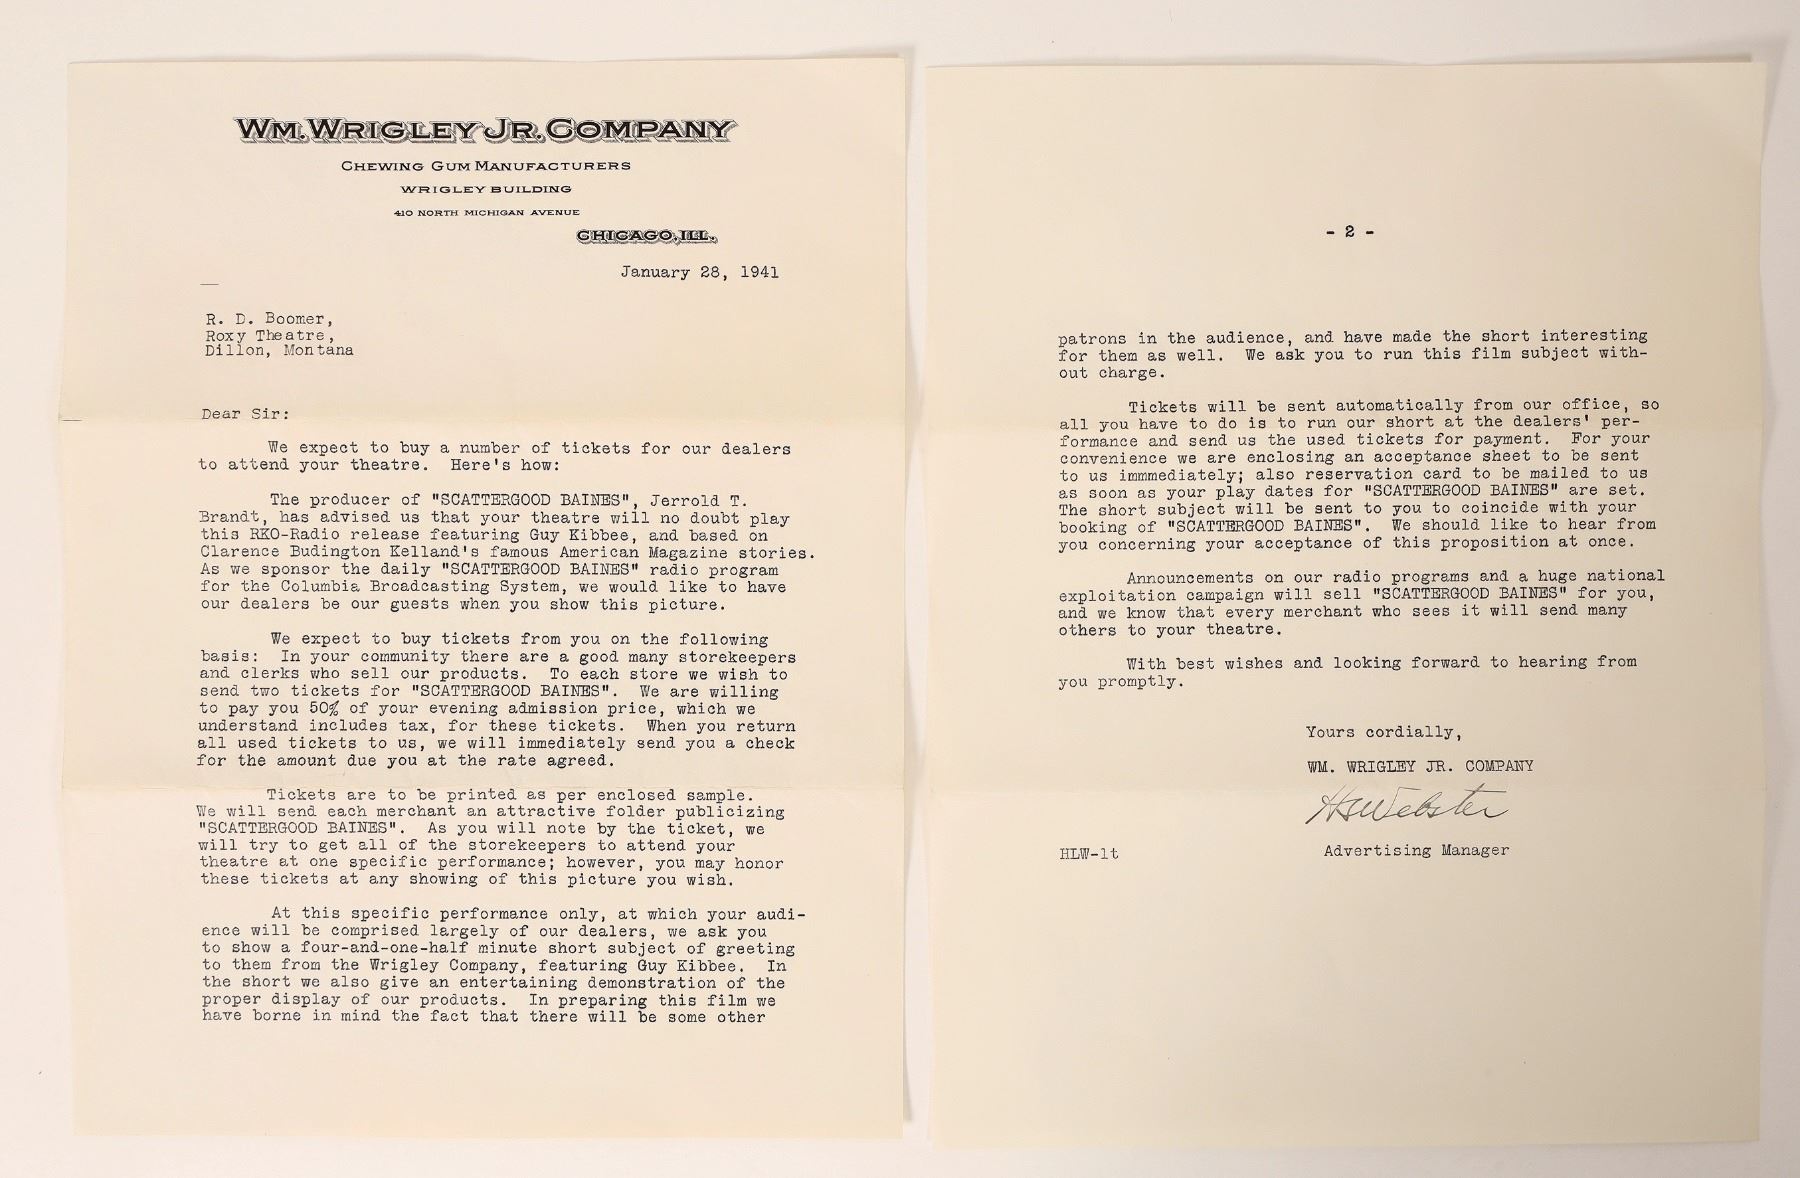 WM. WRIGLEY JR. COMPANY
CHEWING GUM MANUFACTURERS
WRIGLEY BUILDING
410 NORTH MICHIGAN AVENUE
CHICAGO, ILL.
January 28, 1941
R. D. Boomer,
Roxy Theatre,
Dillon, Montana
Dear Sir:
We expect to buy a number of tickets for our dealers
to attend your theatre. Here's how:
The producer of "SCATTERGOOD BAINES", Jerrold T.
Brandt, has advised us that your theatre will no doubt play
this RKO-Radio release featuring Guy Kibbee, and based on
Clarence Budington Kelland's famous American Magazine stories.
As we sponsor the daily "SCATTERGOOD BAINES" radio program
for the Columbia Broadcasting System, we would like to have
our dealers be our guests when you show this picture.
We expect to buy tickets from you on the following
basis: In your community there are a good many storekeepers
and clerks who sell our products. To each store we wish to
send two tickets for "SCATTERGOOD BAINES". We are willing
to pay you 50% of your evening admission price, which we
understand includes tax, for these tickets. When you return
all used tickets to us, we will immediately send you a check
for the amount due you at the rate agreed.
Tickets are to be printed as per enclosed sample.
We will send each merchant an attractive folder publicizing
"SCATTERGOOD BAINES". As you will note by the ticket, we
will try to get all of the storekeepers to attend your
theatre at one specific performance; however, you may honor
these tickets at any showing of this picture you wish.
At this specific performance only, at which your audi-
ence will be comprised largely of our dealers, we ask you
to show a four-and-one-half minute short subject of greeting
to them from the Wrigley Company, featuring Guy Kibbee. In
the short we also give an entertaining demonstration of the
proper display of our products. In preparing this film we
have borne in mind the fact that there will be some other
- 2 -
patrons in the audience, and have made the short interesting
for them as well. We ask you to run this film subject with-
out charge.
Tickets will be sent automatically from our office, so
all you have to do is to run our short at the dealers' per-
formance and send us the used tickets for payment. For your
convenience we are enclosing an acceptance sheet to be sent
to us immmediately; also reservation card to be mailed to us
as soon as your play dates for "SCATTERGOOD BAINES" are set.
The short subject will be sent to you to coincide with your
booking of "SCATTERGOOD BAINES". We should like to hear from
you concerning your acceptance of this proposition at once.
Announcements on our radio programs and a huge national
exploitation campaign will sell "SCATTERGOOD BAINES" for you,
and we know that every merchant who sees it will send many
others to your theatre.
With best wishes and looking forward to hearing from
you promptly.
Yours cordially,
WM. WRIGLEY JR. COMPANY
HLWebster
HLW-lt
Advertising Manager